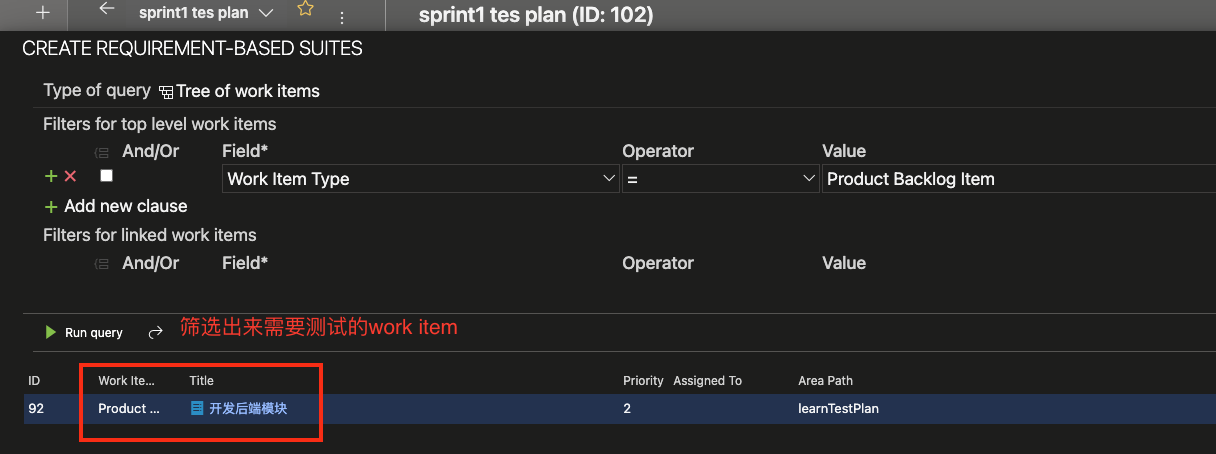 sprint1 tes plan
sprint1 tes plan (ID: 102)
CREATE REQUIREMENT-BASED SUITES
Type of query Tree of work items
Filters for top level work items
And/Or Field* Operator Value
Work Item Type = Product Backlog Item
+ Add new clause
Filters for linked work items
And/Or Field* Operator Value
Run query 筛选出来需要测试的work item
ID Work Ite... Title Priority Assigned To Area Path
92 Product ... 开发后端模块 2 learnTestPlan